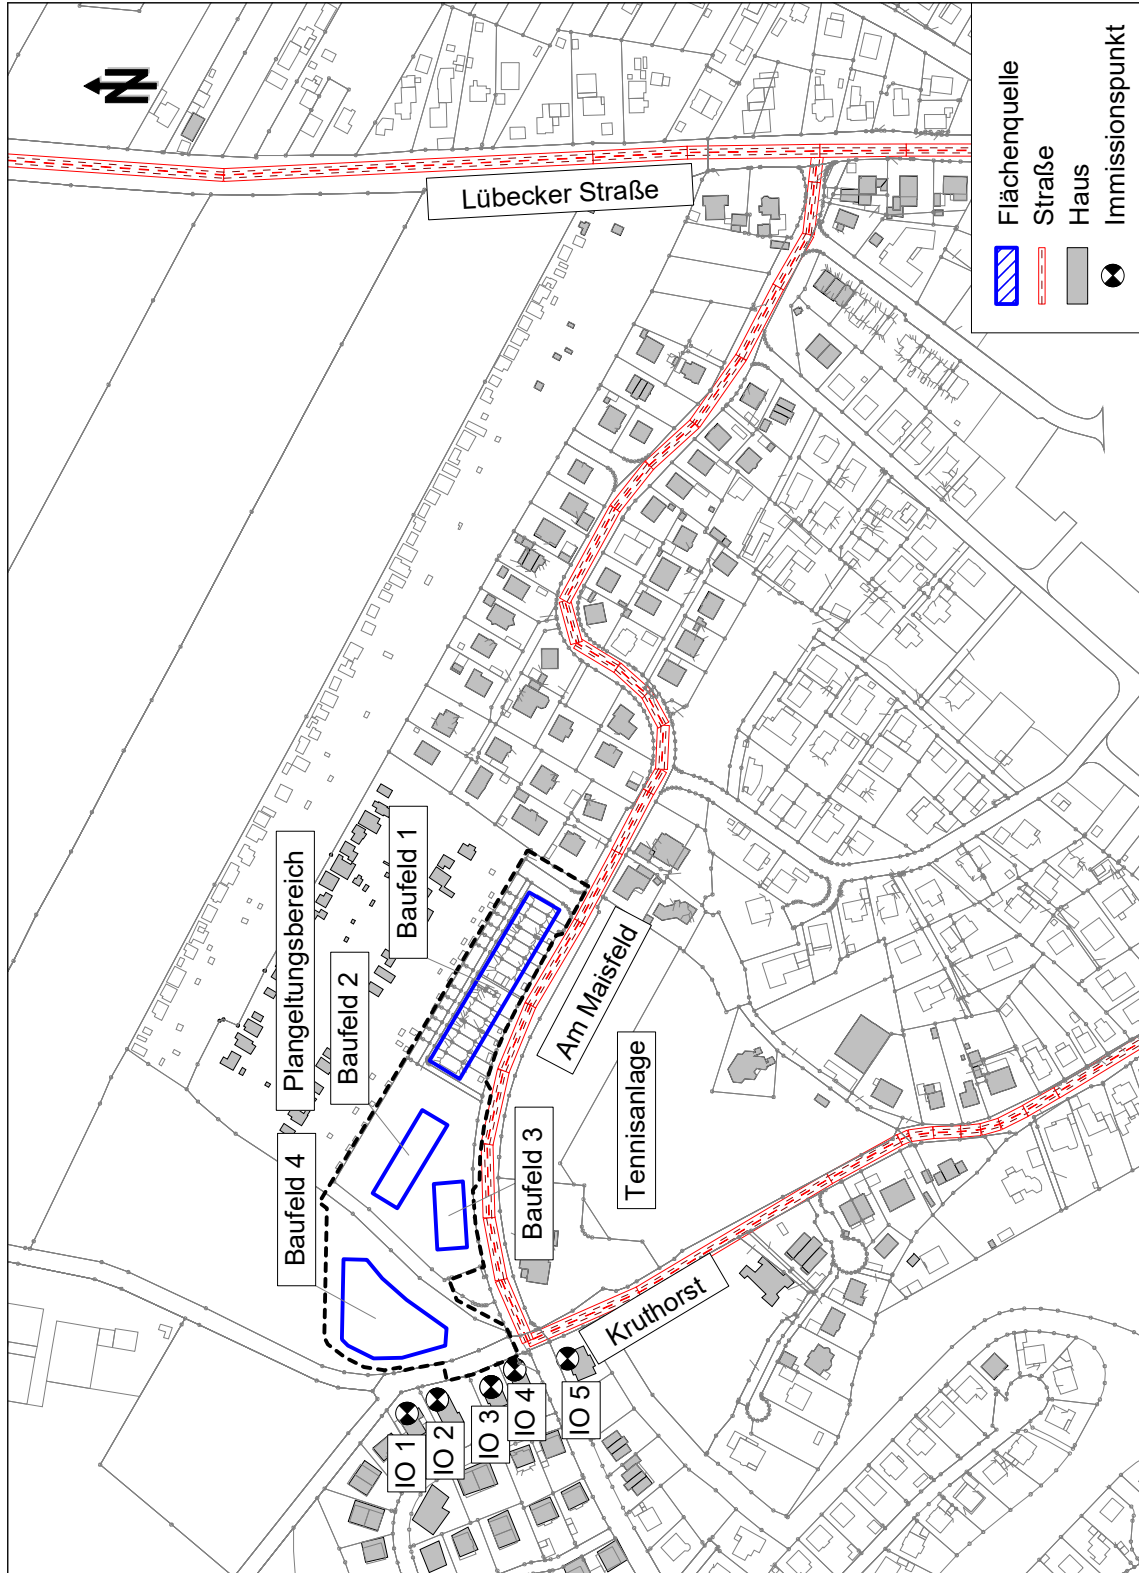 N
Lübecker Straße
Plangeltungsbereich
Baufeld 1
Baufeld 2
Baufeld 4
Baufeld 3
Am Maisfeld
Tennisanlage
Kruthorst
IO 1
IO 2
IO 3
IO 4
IO 5
Flächenquelle
Straße
Haus
Immissionspunkt